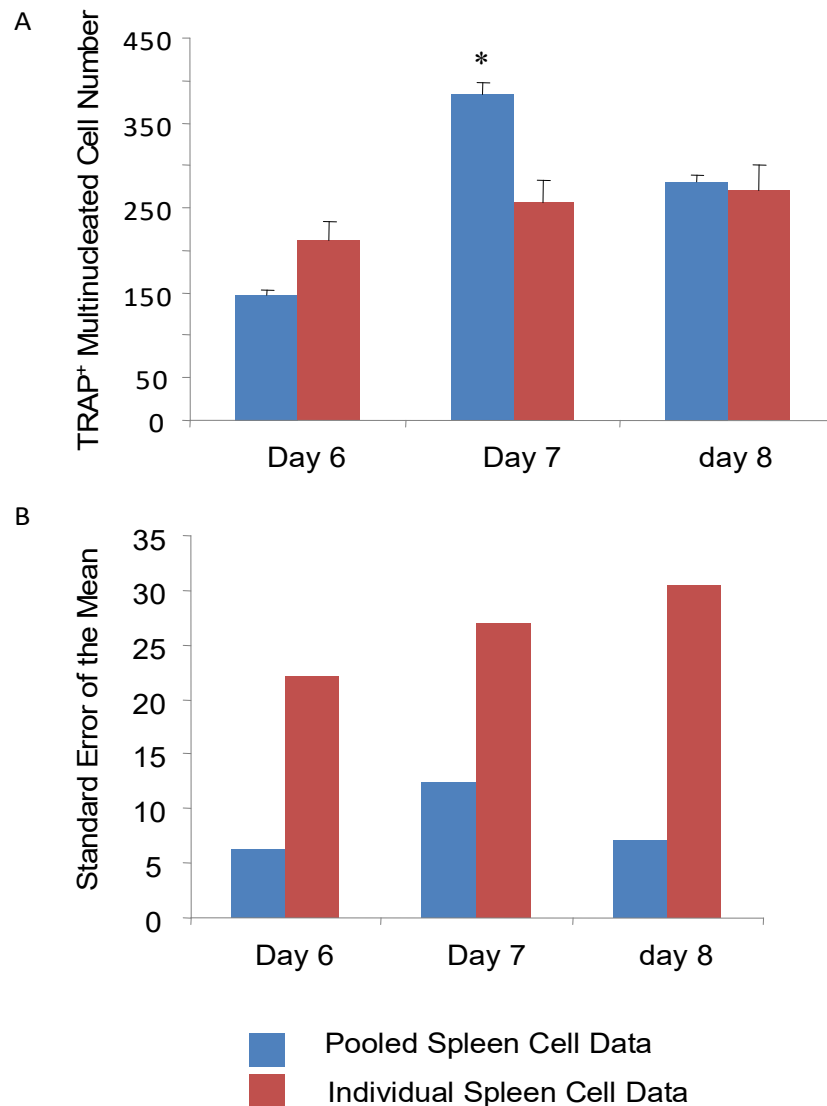 A
TRAP⁺ Multinucleated Cell Number
450
350
250
150
50
0
*
Day 6
Day 7
day 8
B
Standard Error of the Mean
35
30
25
20
15
10
5
0
Day 6
Day 7
day 8
Pooled Spleen Cell Data
Individual Spleen Cell Data